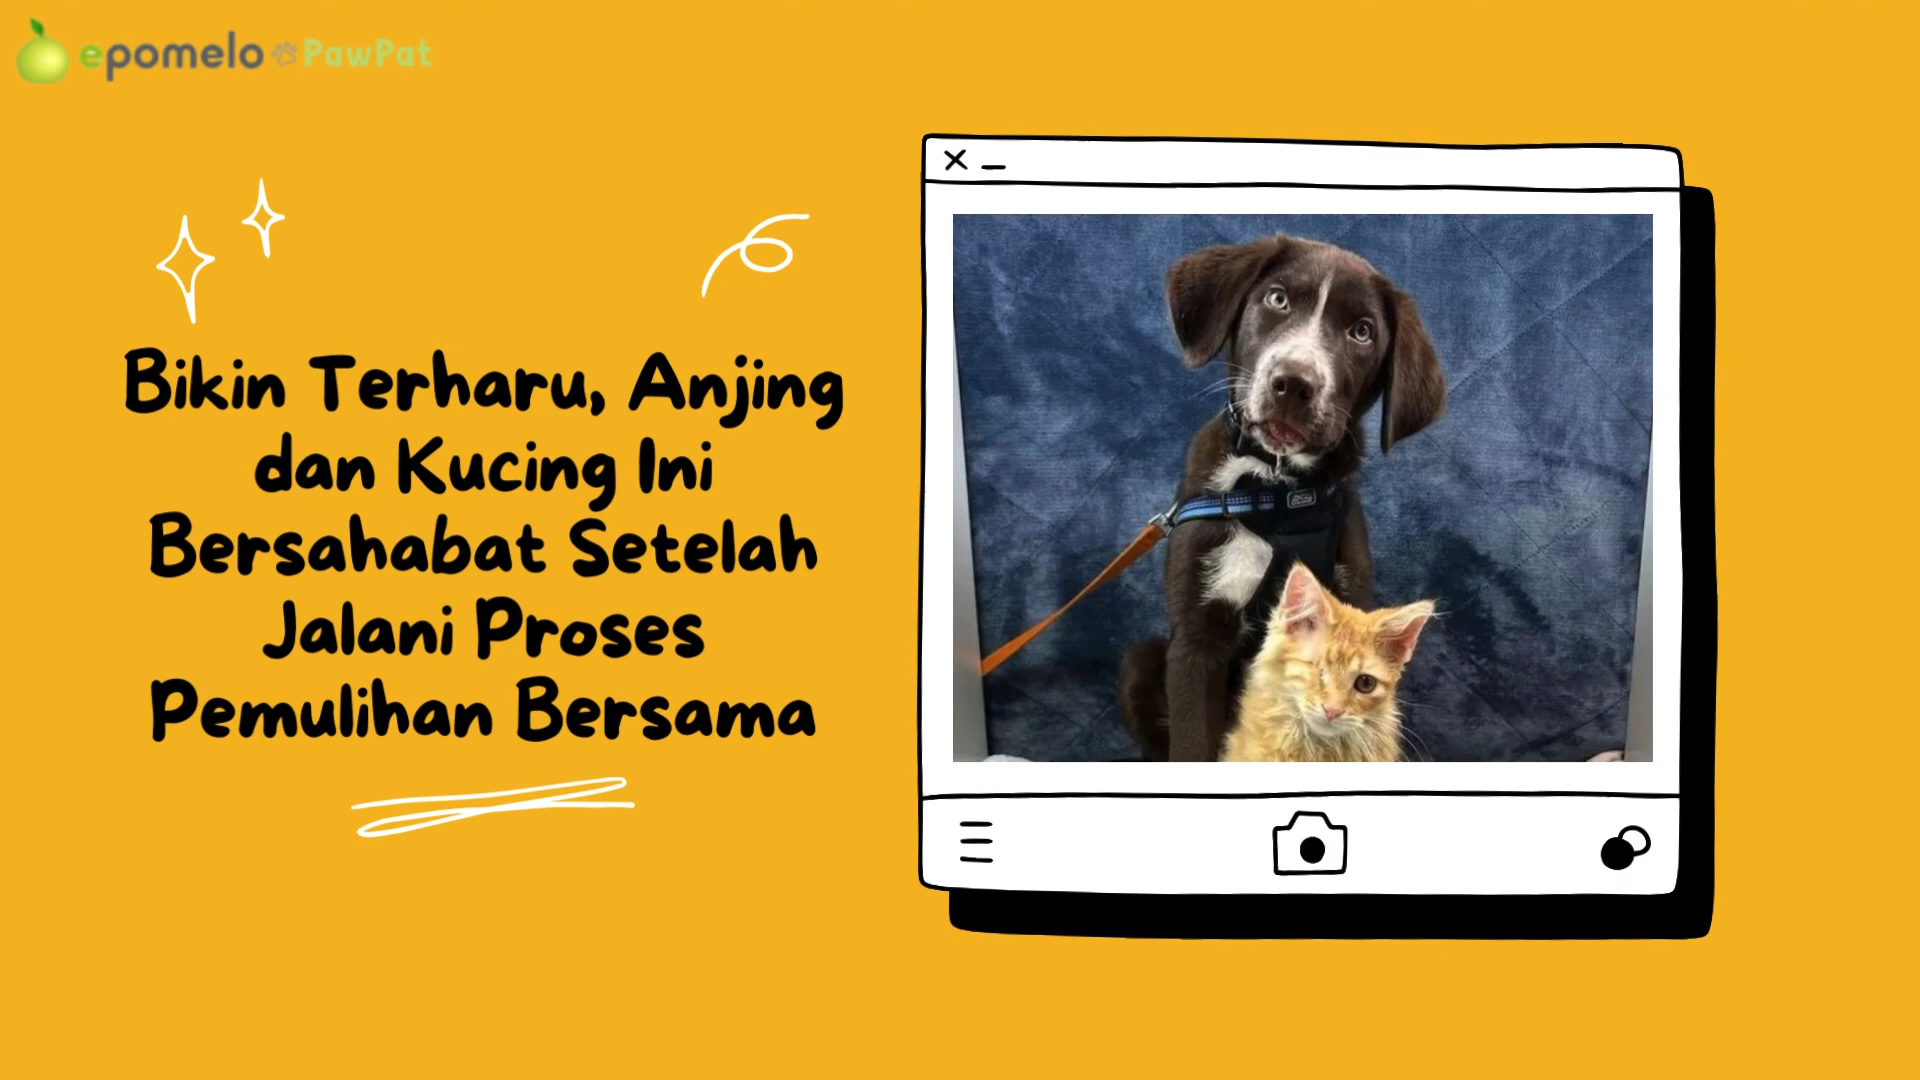 epomelo PawPat
Bikin Terharu, Anjing
dan Kucing Ini
Bersahabat Setelah
Jalani Proses
Pemulihan Bersama